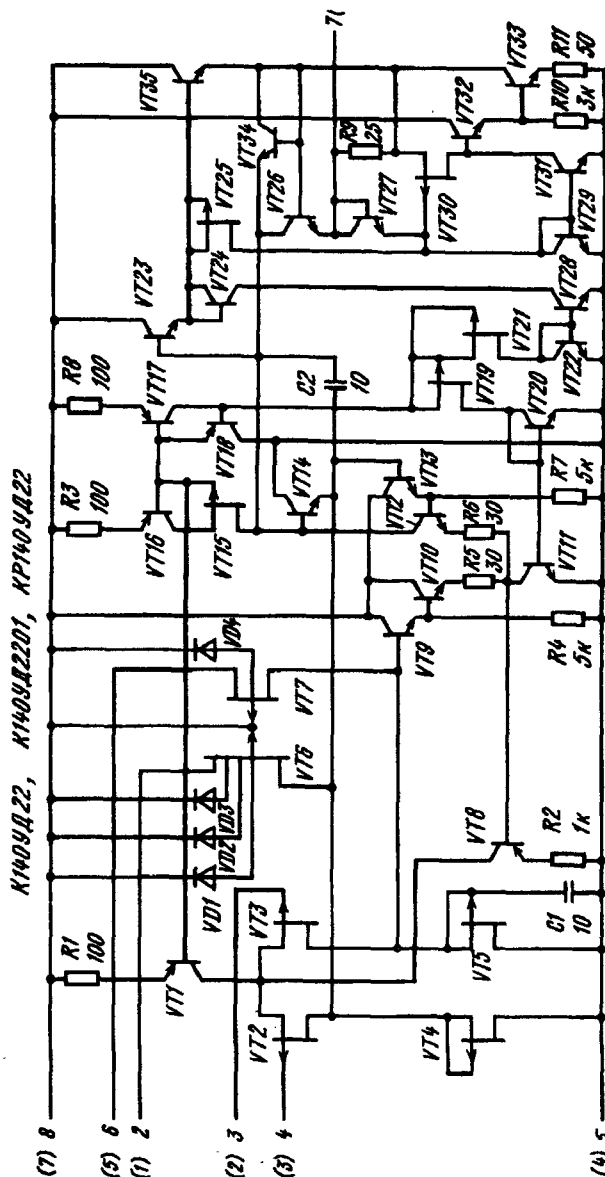 К140УД22, К140УД2201, КР140УД22
(7) 8
(5) 6
(1) 2
(2) 3
(3) 4
(4) 5
7(
R1
100
VT1
VT2
VT3
VT4
VT5
C1
10
R2
1к
VT8
VD1
VD2
VD3
VT6
VD4
VT7
R3
100
VT16
VT15
R8
100
VT17
VT18
VT14
VT9
VT10
VT12
VT13
R5
30
R6
30
R4
5к
VT11
R7
5к
C2
10
VT23
VT24
VT25
VT19
VT21
VT20
VT22
VT28
VT29
VT31
VT35
VT34
VT26
VT27
R9
25
VT30
VT32
VT33
R10
3к
R11
50